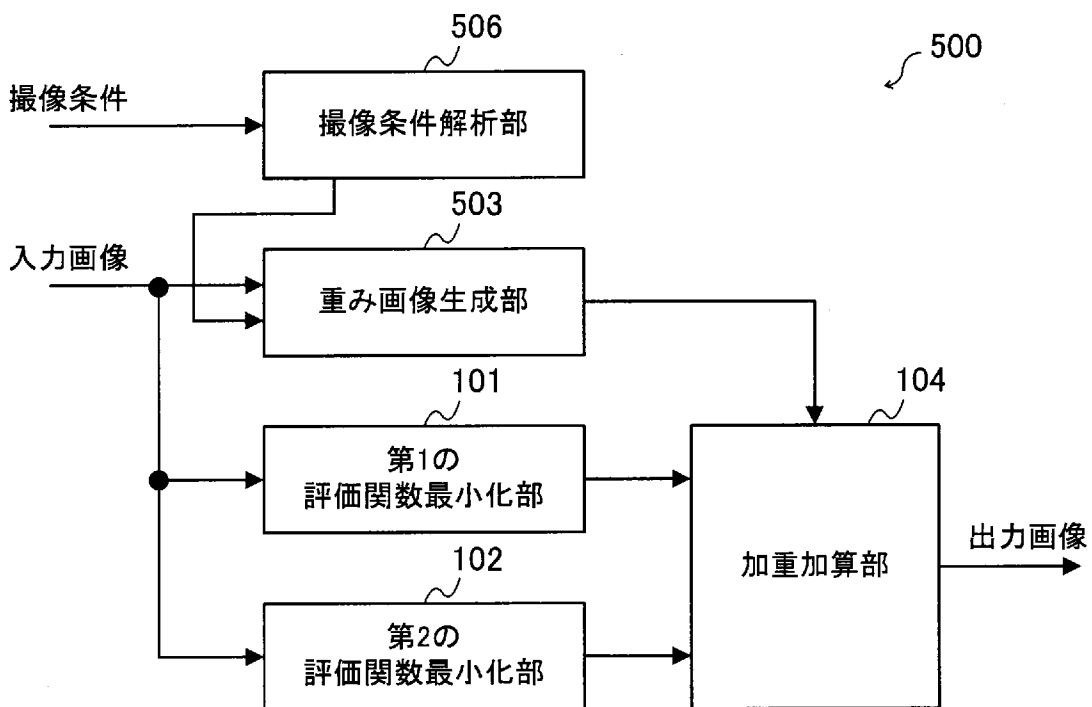 506
500
撮像条件
撮像条件解析部
503
入力画像
重み画像生成部
101
104
第1の
評価関数最小化部
出力画像
加重加算部
102
第2の
評価関数最小化部